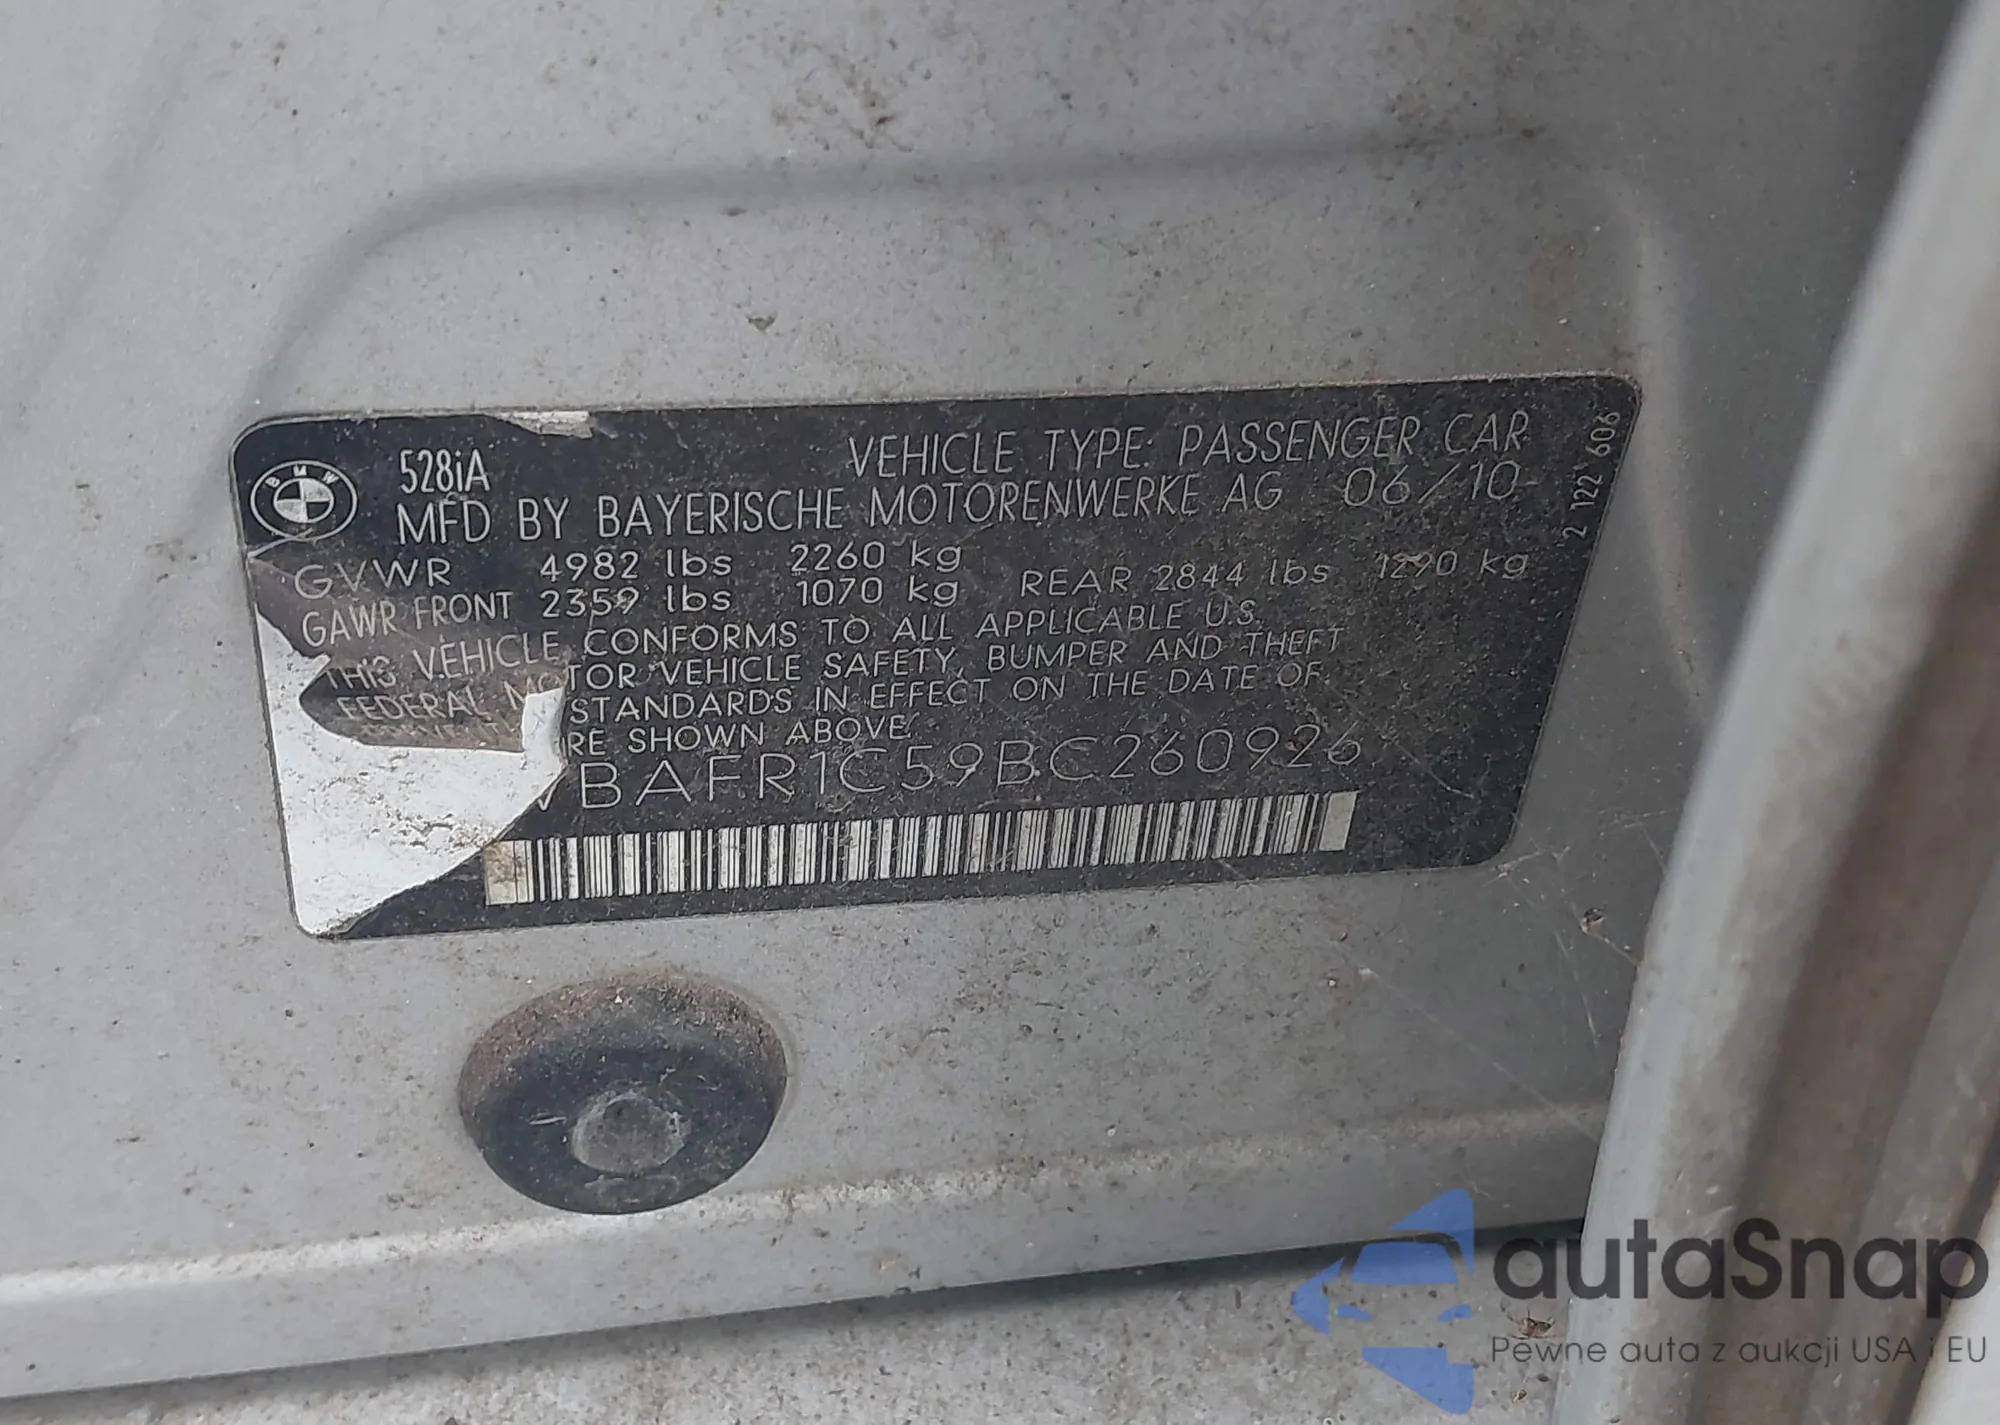 BMW
528iA
VEHICLE TYPE: PASSENGER CAR
MFD BY BAYERISCHE MOTORENWERKE AG 06/10
GVWR 4982 lbs 2260 kg
GAWR FRONT 2359 lbs 1070 kg REAR 2844 lbs 1290 kg
THIS VEHICLE CONFORMS TO ALL APPLICABLE U.S.
FEDERAL MOTOR VEHICLE SAFETY, BUMPER AND THEFT
STANDARDS IN EFFECT ON THE DATE OF
RE SHOWN ABOVE.
WBAFR1C59BC260926
2 122 606
autaSnap
Pewne auta z aukcji USA i EU